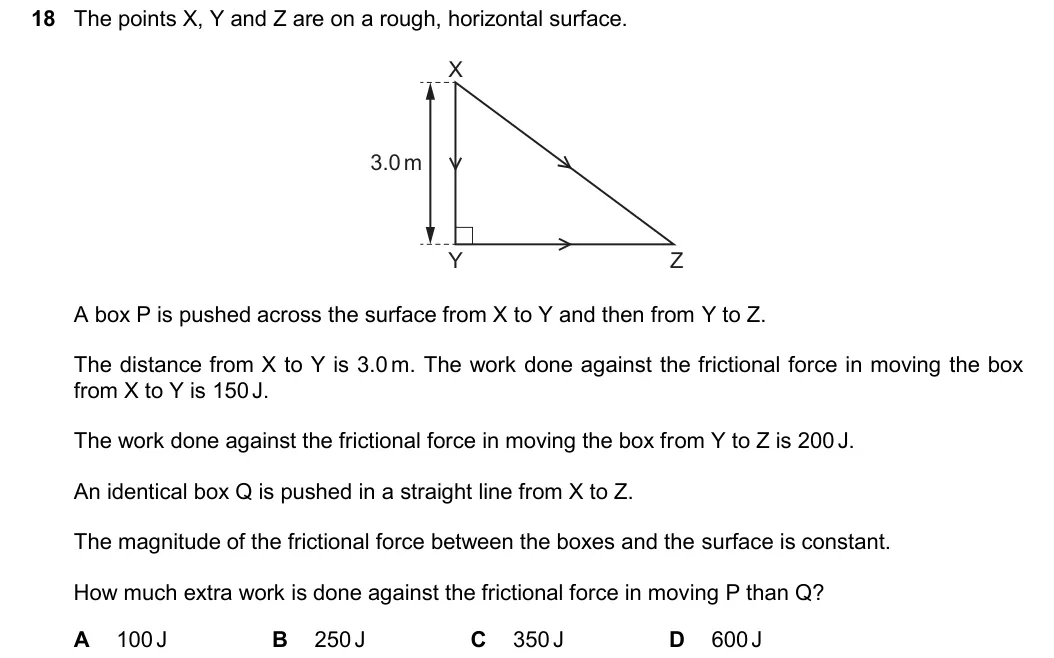 18 The points X, Y and Z are on a rough, horizontal surface.
X
3.0 m
Y
Z
A box P is pushed across the surface from X to Y and then from Y to Z.
The distance from X to Y is 3.0 m. The work done against the frictional force in moving the box
from X to Y is 150 J.
The work done against the frictional force in moving the box from Y to Z is 200 J.
An identical box Q is pushed in a straight line from X to Z.
The magnitude of the frictional force between the boxes and the surface is constant.
How much extra work is done against the frictional force in moving P than Q?
A 100 J B 250 J C 350 J D 600 J